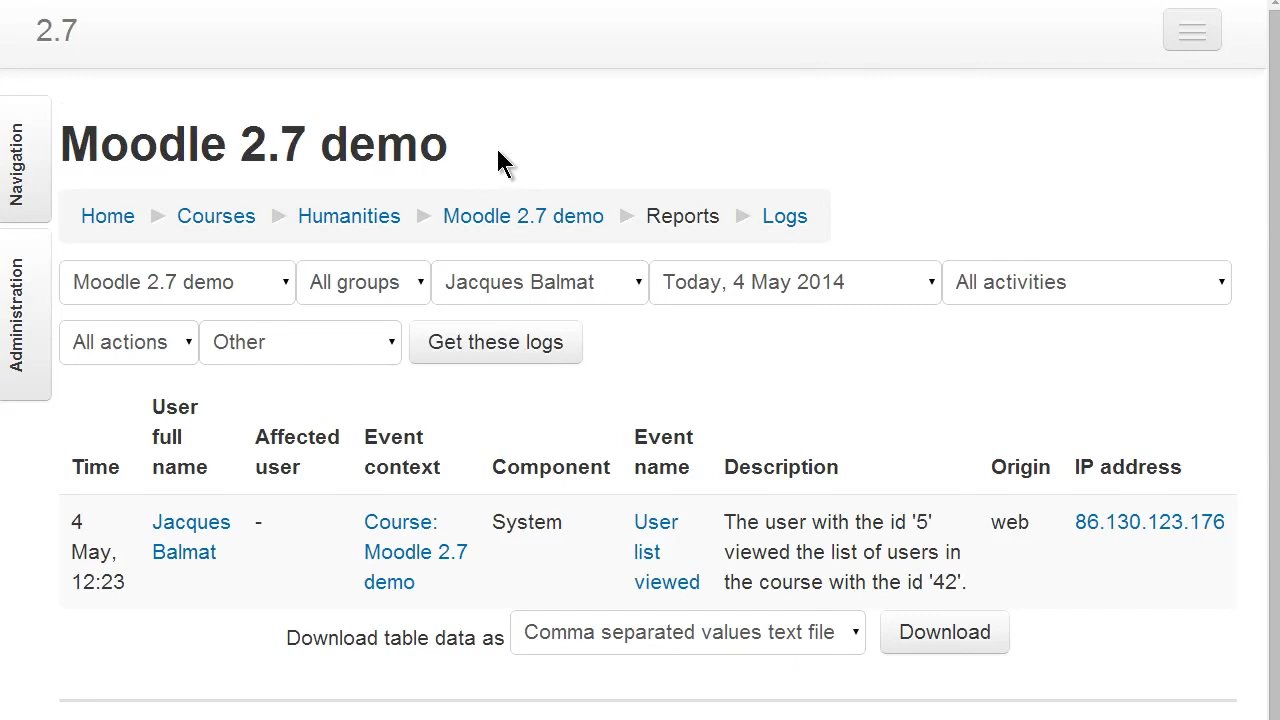 2.7
Navigation
Administration
Moodle 2.7 demo
Home Courses Humanities Moodle 2.7 demo Reports Logs
Moodle 2.7 demo All groups Jacques Balmat Today, 4 May 2014 All activities
All actions Other Get these logs
Time User full name Affected user Event context Component Event name Description Origin IP address
4 Jacques - Course: System User The user with the id '5' web 86.130.123.176
May, Balmat Moodle 2.7 list viewed the list of users in
12:23 demo viewed the course with the id '42'.
Download table data as Comma separated values text file Download